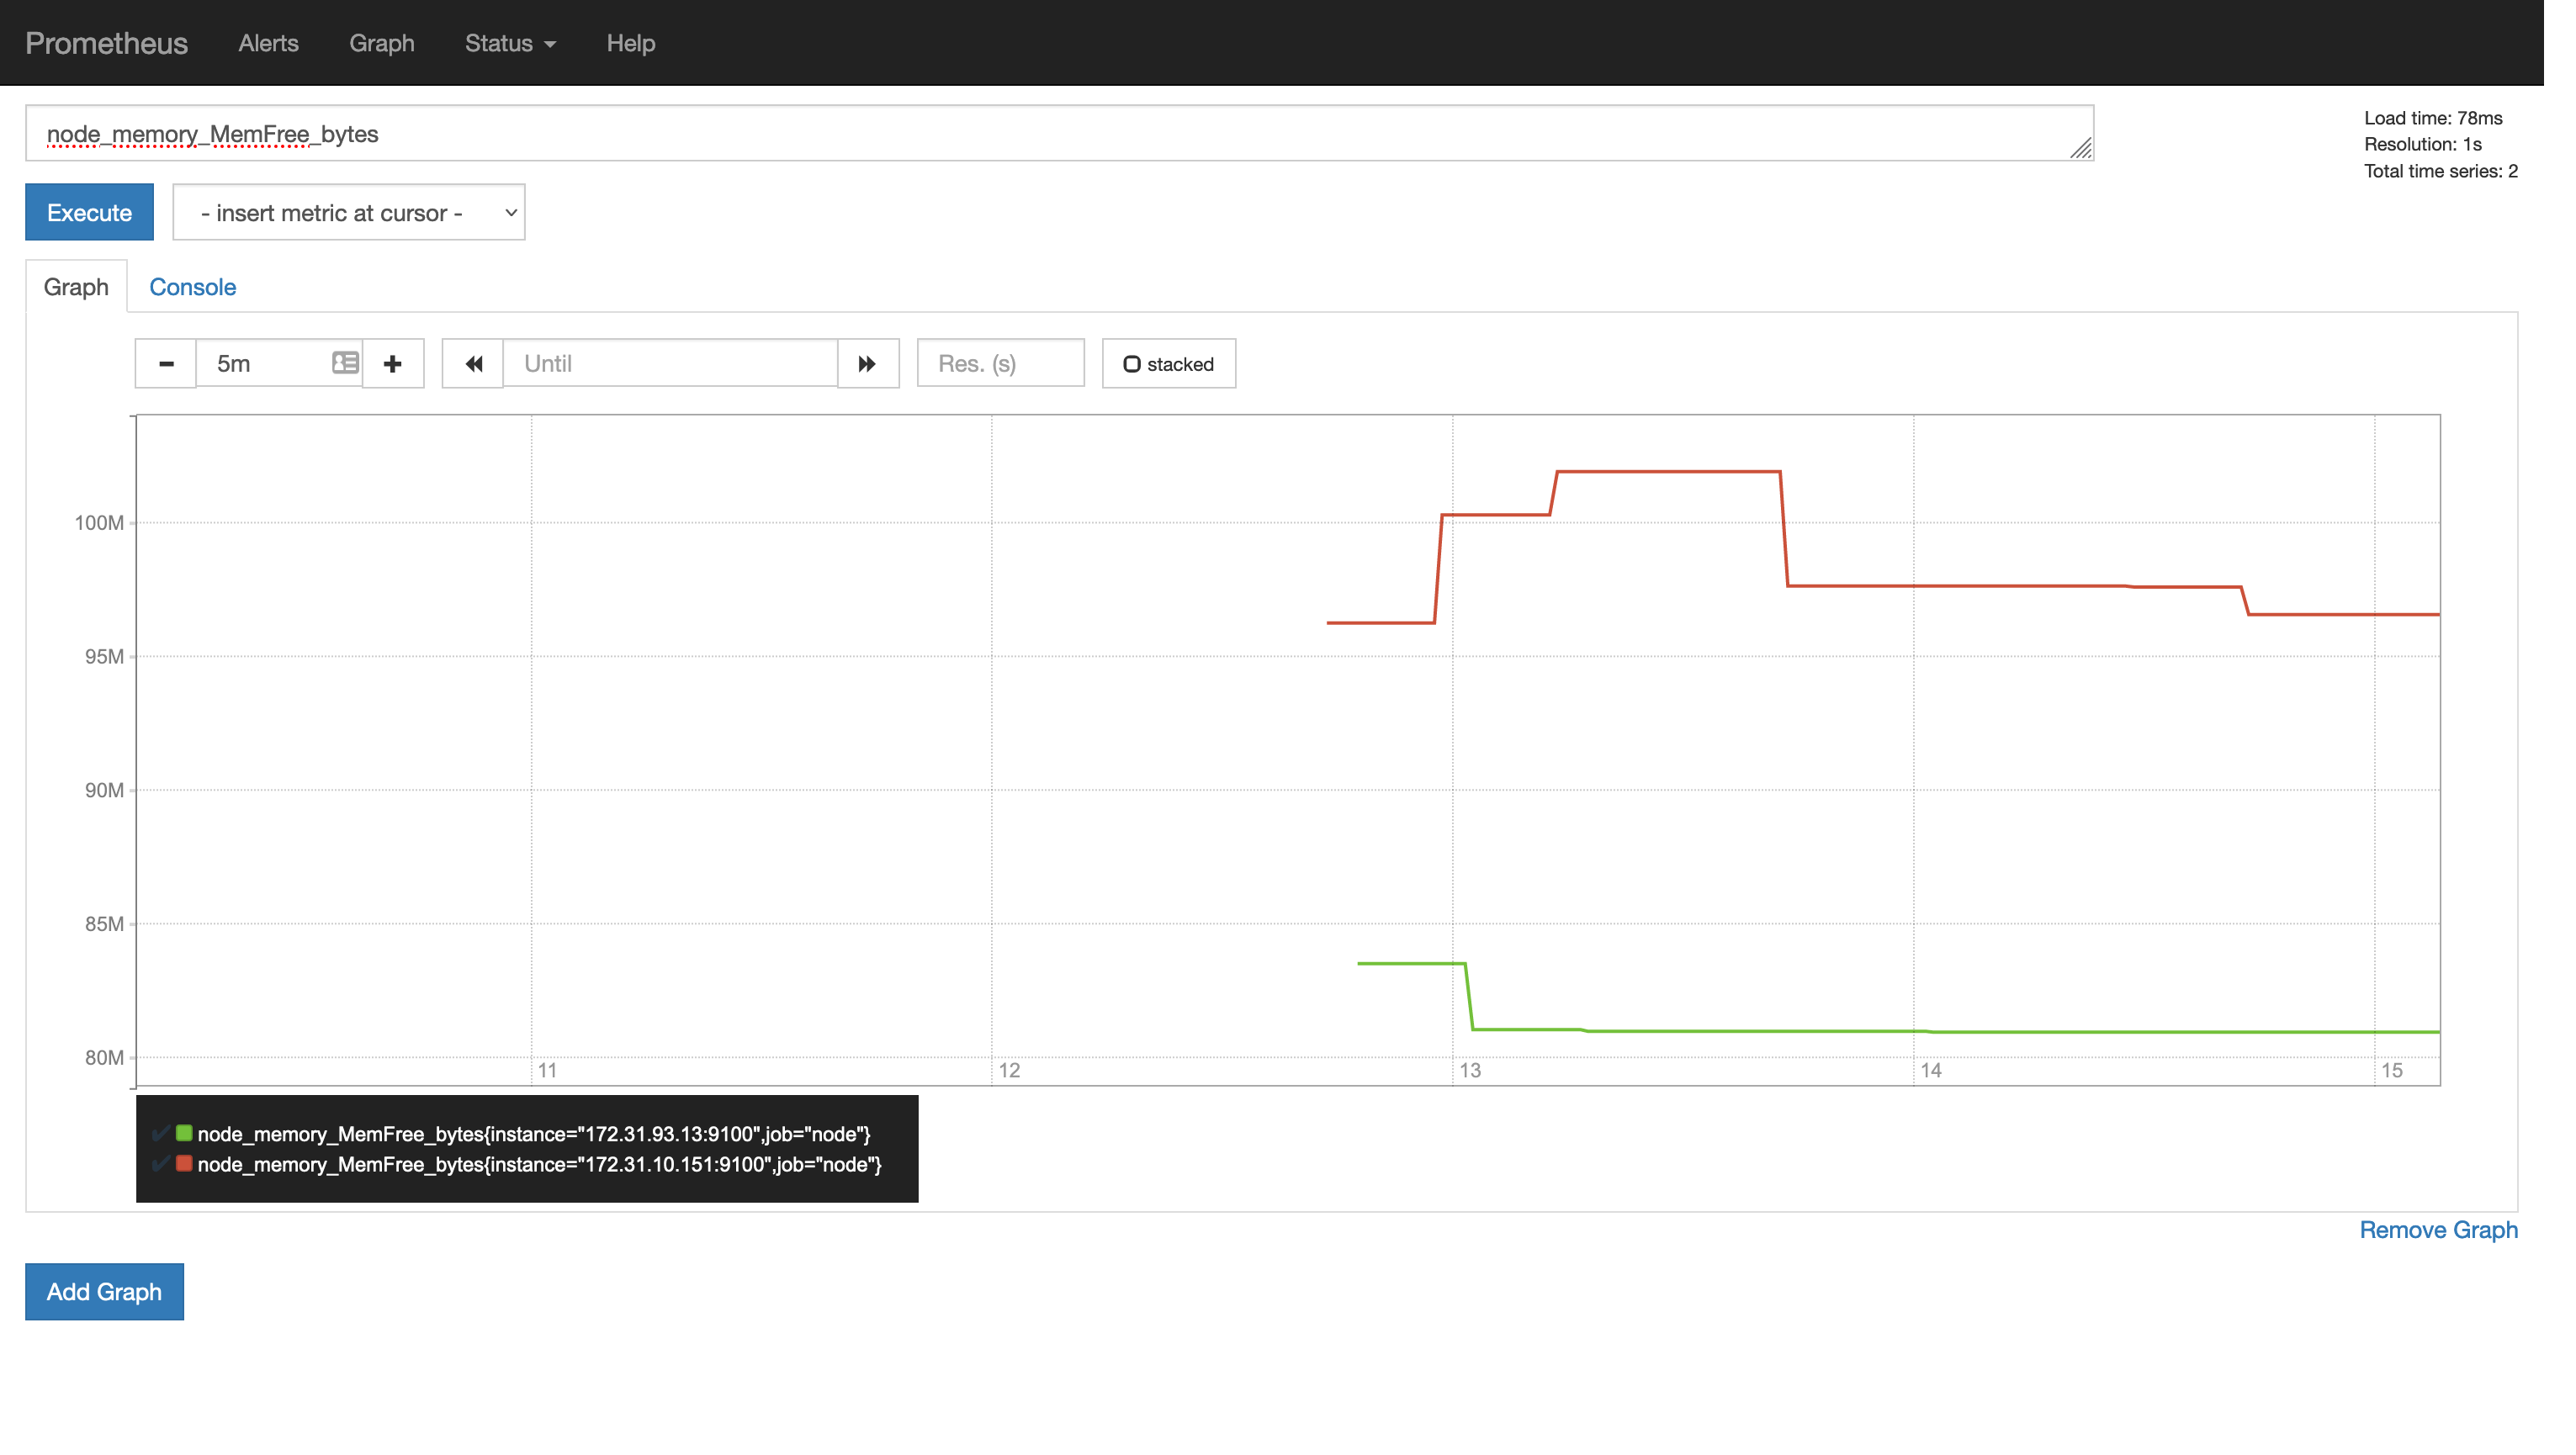 Prometheus Alerts Graph Status Help
node_memory_MemFree_bytes
Load time: 78ms
Resolution: 1s
Total time series: 2
Execute
- insert metric at cursor -
Graph Console
5m Until Res. (s) stacked
100M
95M
90M
85M
80M
11 12 13 14 15
node_memory_MemFree_bytes{instance="172.31.93.13:9100",job="node"}
node_memory_MemFree_bytes{instance="172.31.10.151:9100",job="node"}
Remove Graph
Add Graph